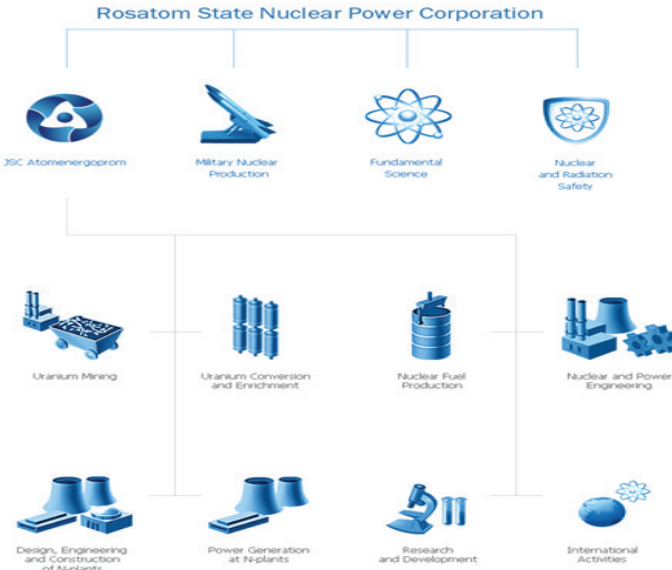 Rosatom State Nuclear Power Corporation
JSC Atomenergoprom
Military Nuclear
Production
Fundamental
Science
Nuclear
and Radiation
Safety
Uranium Mining
Uranium Conversion
and Enrichment
Nuclear Fuel
Production
Nuclear and Power
Engineering
Design, Engineering
and Construction
of N-plants
Power Generation
at N-plants
Research
and Development
International
Activities